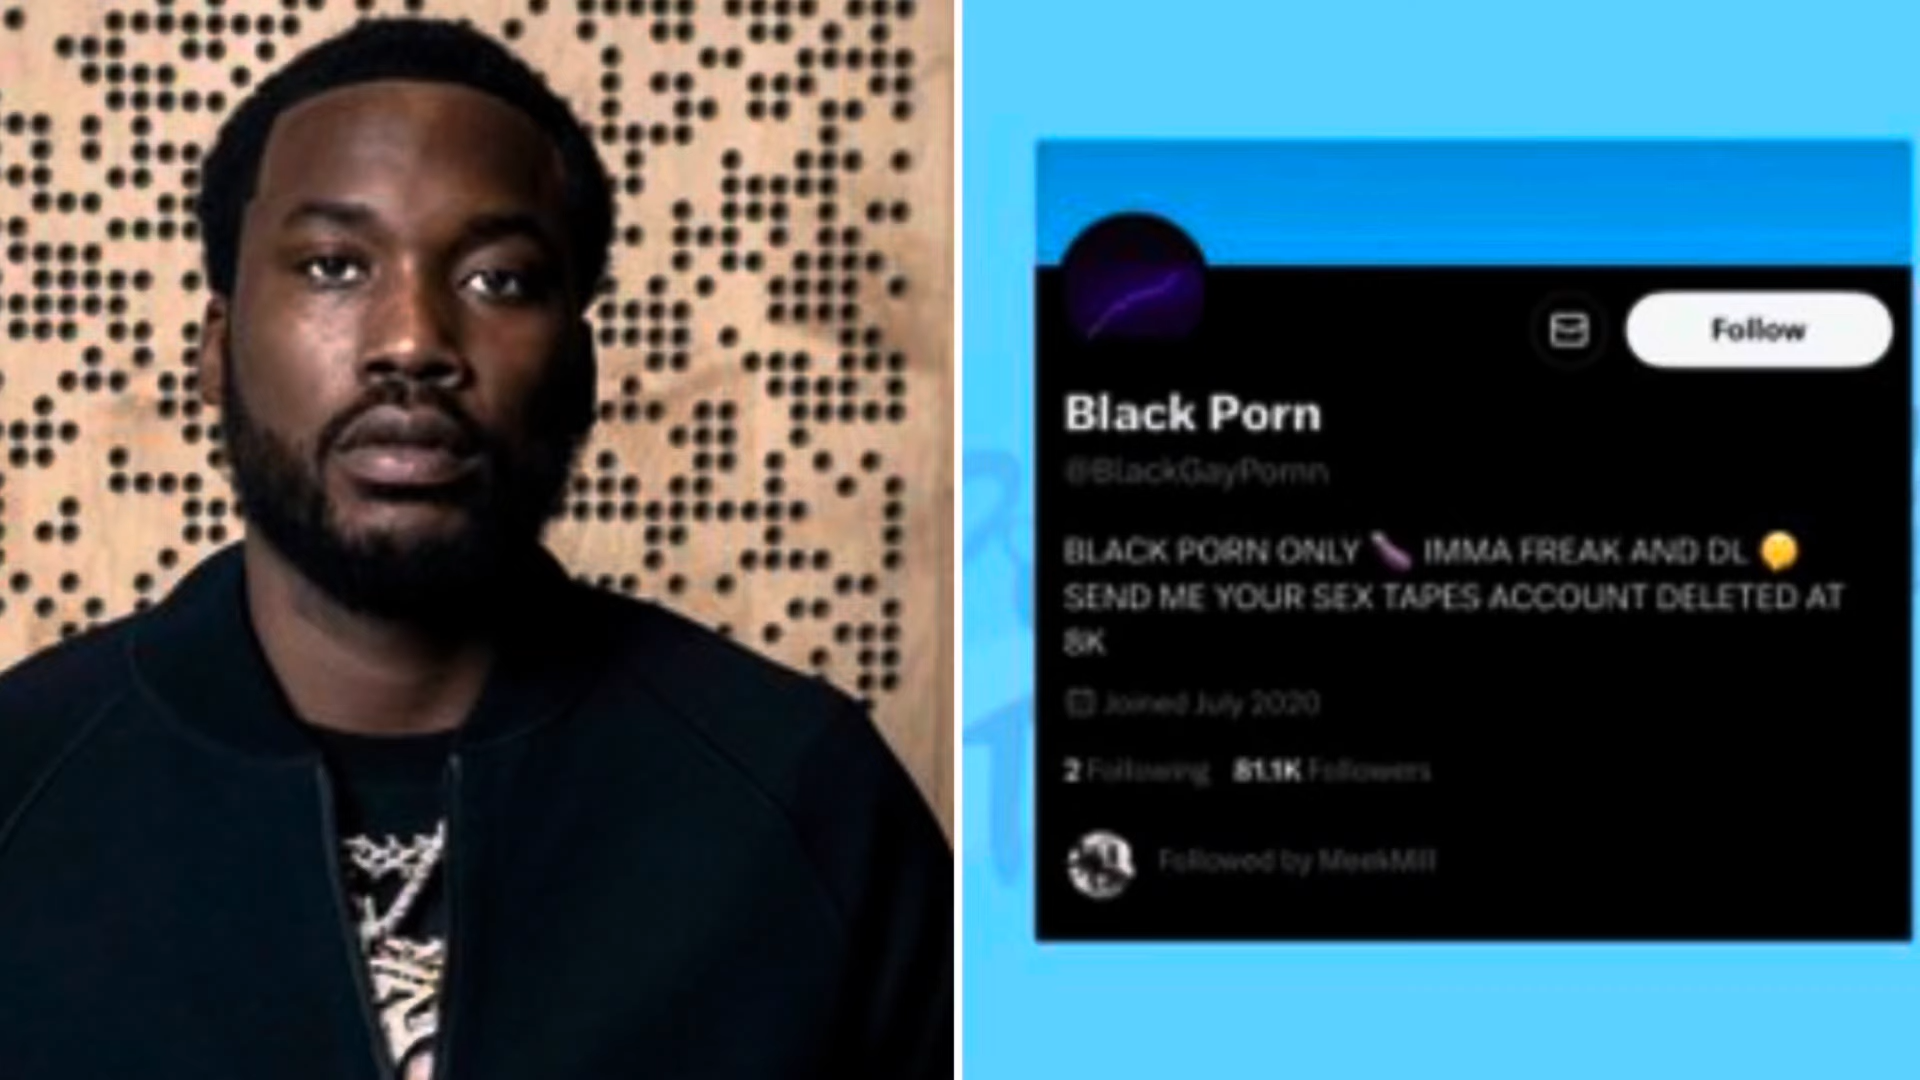 Follow
Black Porn
@BlackGayPornn
BLACK PORN ONLY 🍆 IMMA FREAK AND DL
SEND ME YOUR SEX TAPES ACCOUNT DELETED AT
8K
Joined July 2020
2 Following 81.1K Followers
Followed by MeekMill